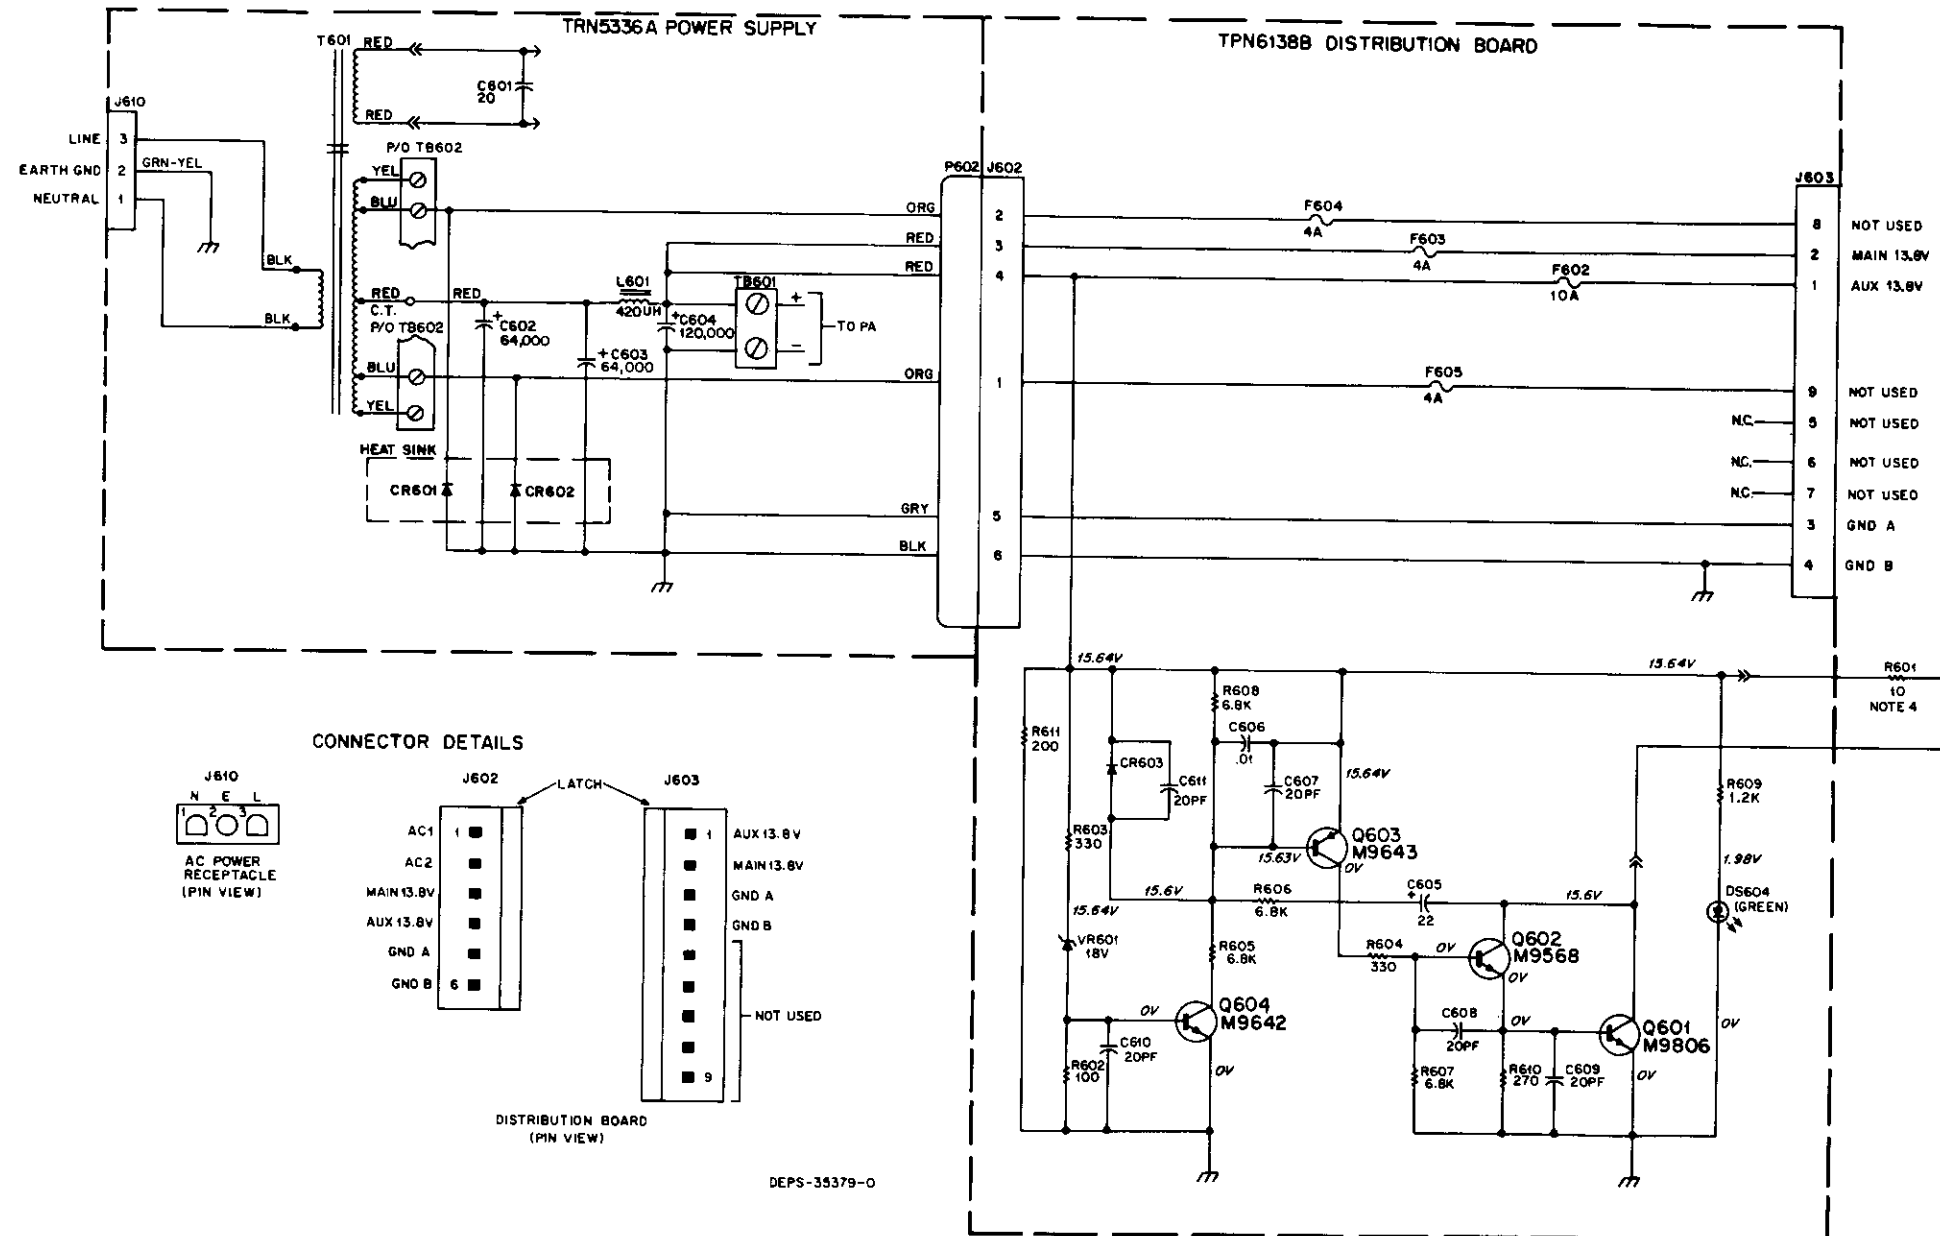 TRN5336A POWER SUPPLY
TPN6138B DISTRIBUTION BOARD
T601
RED
C601
20
RED
J610
LINE 3
EARTH GND 2 GRN-YEL
NEUTRAL 1
P/O TB602
YEL
BLU
BLK
BLK
RED
C.T.
P/O TB602
RED
L601
420UH
+
C602
64,000
+C603
64,000
+
C604
120,000
TB601
+
-
TO PA
BLU
YEL
HEAT SINK
CR601
CR602
ORG
RED
RED
ORG
GRY
BLK
P602 J602
2
3
4
1
5
6
F604
4A
F603
4A
F602
10A
F605
4A
J603
8 NOT USED
2 MAIN 13.8V
1 AUX 13.8V
9 NOT USED
N.C. 5 NOT USED
N.C. 6 NOT USED
N.C. 7 NOT USED
3 GND A
4 GND B
15.64V
15.64V
R601
10
NOTE 4
R611
200
R608
6.8K
C606
.01
CR603
C611
20PF
C607
20PF
15.64V
R609
1.2K
R603
330
15.63V
Q603
M9643
0V
1.98V
15.6V
R606
6.8K
+
C605
22
15.6V
DS604
(GREEN)
15.64V
VR601
18V
R605
6.8K
R604
330
0V
Q602
M9568
0V
0V
Q604
M9642
C610
20PF
R602
100
0V
C608
20PF
0V
Q601
M9806
0V
R607
6.8K
R610
270
C609
20PF
0V
CONNECTOR DETAILS
J610
N E L
1 2 3
AC POWER
RECEPTACLE
(PIN VIEW)
J602
LATCH
J603
AC1 1
AC2
MAIN 13.8V
AUX 13.8V
GND A
GND B 6
1 AUX 13.8V
MAIN 13.8V
GND A
GND B
NOT USED
9
DISTRIBUTION BOARD
(PIN VIEW)
DEPS-35379-O